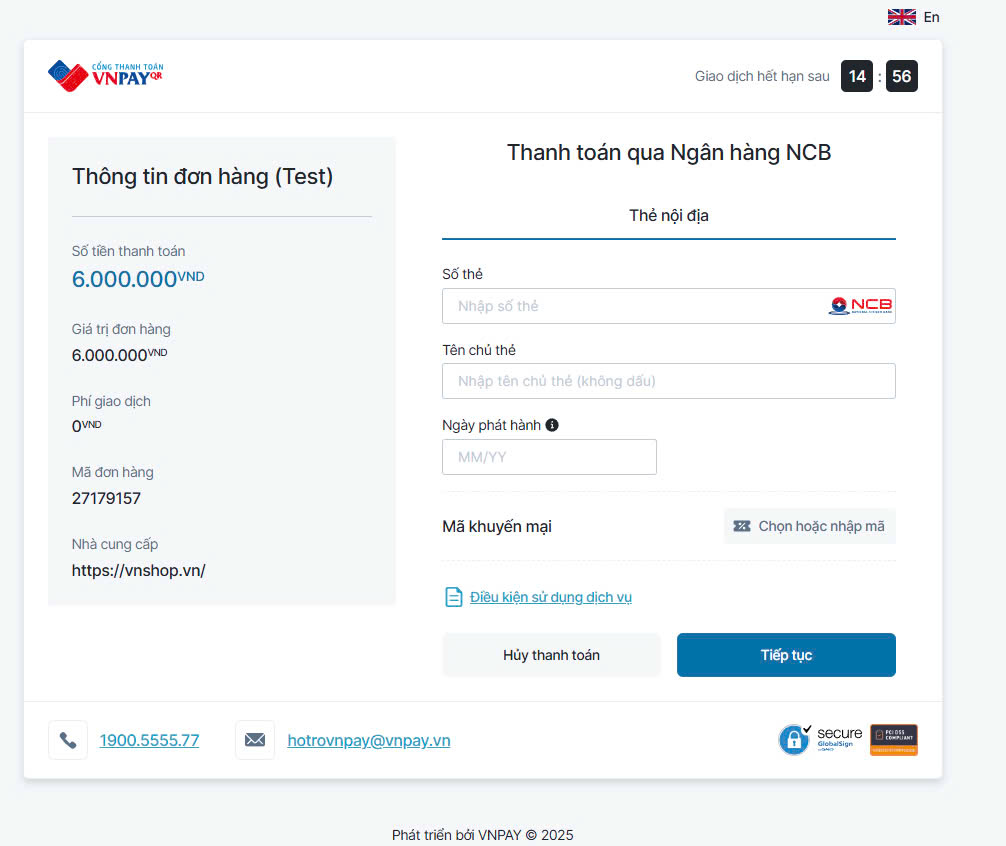 En
CỔNG THANH TOÁN
VNPAYQR
Giao dịch hết hạn sau 14 : 56
Thông tin đơn hàng (Test)
Số tiền thanh toán
6.000.000VND
Giá trị đơn hàng
6.000.000VND
Phí giao dịch
0VND
Mã đơn hàng
27179157
Nhà cung cấp
https://vnshop.vn/
Thanh toán qua Ngân hàng NCB
Thẻ nội địa
Số thẻ
Nhập số thẻ
NCB
Tên chủ thẻ
Nhập tên chủ thẻ (không dấu)
Ngày phát hành
MM/YY
Mã khuyến mại
Chọn hoặc nhập mã
Điều kiện sử dụng dịch vụ
Hủy thanh toán
Tiếp tục
1900.5555.77
hotrovnpay@vnpay.vn
secure
GlobalSign
PCI DSS
COMPLIANT
Phát triển bởi VNPAY © 2025